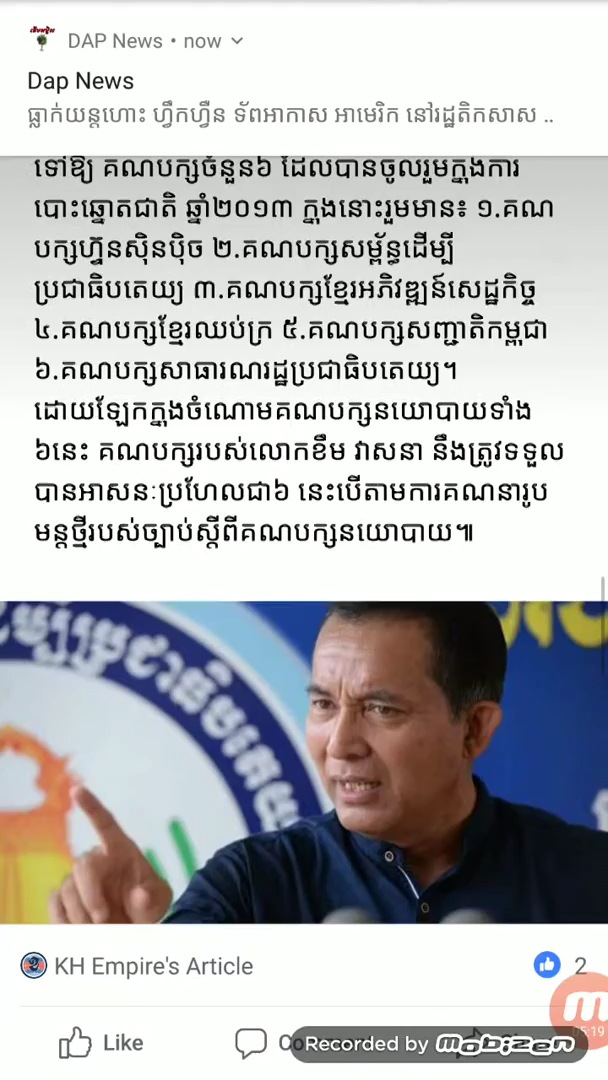 DAP News • now
Dap News
ធ្លាក់យន្តហោះ ហ្វឹកហ្វឺន ទ័ពអាកាស អាមេរិក នៅរដ្ឋតិកសាស ..
ទៅឱ្យ គណបក្សចំនួន៦ ដែលបានចូលរួមក្នុងការ
បោះឆ្នោតជាតិ ឆ្នាំ២០១៣ ក្នុងនោះរួមមាន៖ ១.គណ
បក្សហ៊្វុនស៊ិនប៉ិច ២.គណបក្សសម្ព័ន្ធដើម្បី
ប្រជាធិបតេយ្យ ៣.គណបក្សខ្មែរអភិវឌ្ឍន៍សេដ្ឋកិច្ច
៤.គណបក្សខ្មែរឈប់ក្រ ៥.គណបក្សសញ្ជាតិកម្ពុជា
៦.គណបក្សសាធារណរដ្ឋប្រជាធិបតេយ្យ។
ដោយឡែកក្នុងចំណោមគណបក្សនយោបាយទាំង
៦នេះ គណបក្សរបស់លោកខឹម វាសនា នឹងត្រូវទទួល
បានអាសនៈប្រហែលជា៦ នេះបើតាមការគណនារូប
មន្តថ្មីរបស់ច្បាប់ស្តីពីគណបក្សនយោបាយ៕
KH Empire's Article
2
05:19
Like
Recorded by mobizen